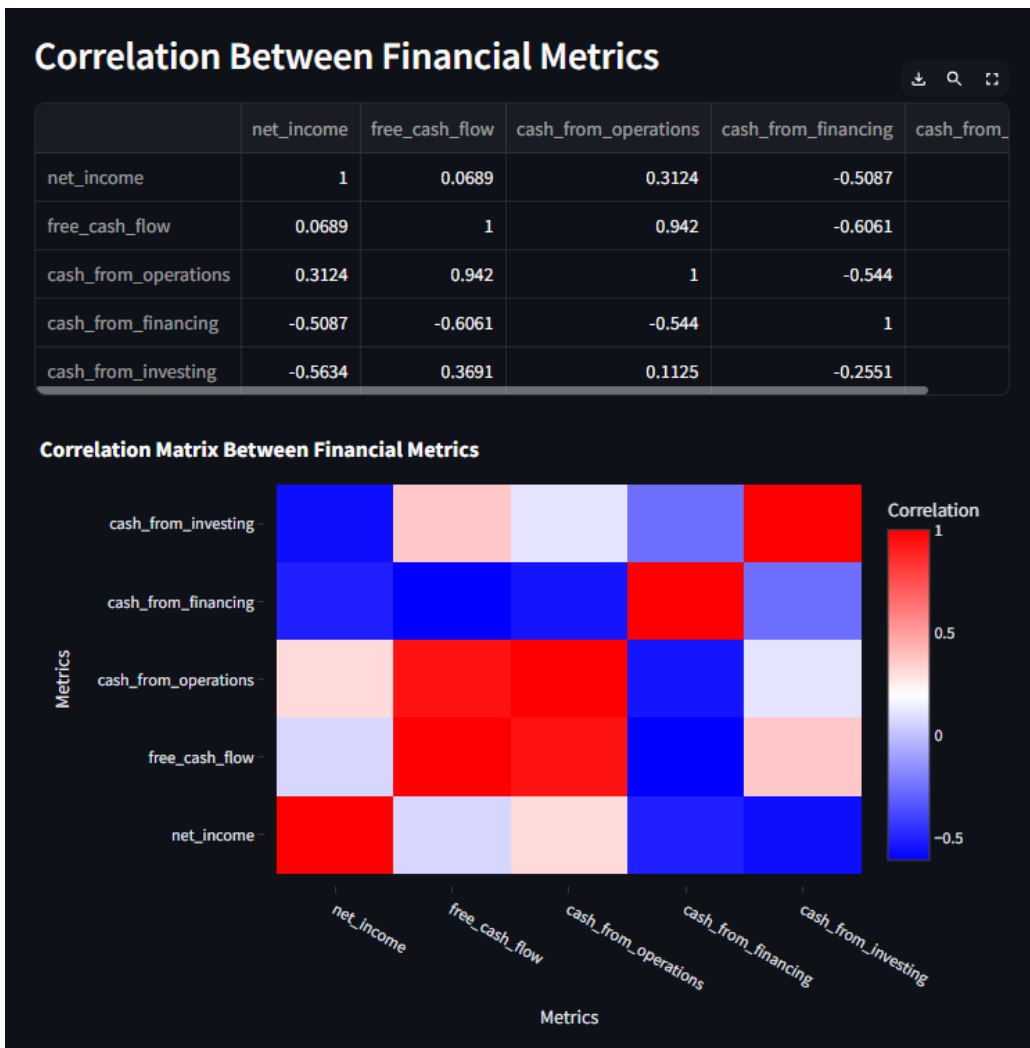 Correlation Between Financial Metrics
net_income free_cash_flow cash_from_operations cash_from_financing cash_from_
net_income 1 0.0689 0.3124 -0.5087
free_cash_flow 0.0689 1 0.942 -0.6061
cash_from_operations 0.3124 0.942 1 -0.544
cash_from_financing -0.5087 -0.6061 -0.544 1
cash_from_investing -0.5634 0.3691 0.1125 -0.2551
Correlation Matrix Between Financial Metrics
cash_from_investing
cash_from_financing
cash_from_operations
free_cash_flow
net_income
Metrics
net_income
free_cash_flow
cash_from_operations
cash_from_financing
cash_from_investing
Metrics
Correlation
1
0.5
0
−0.5